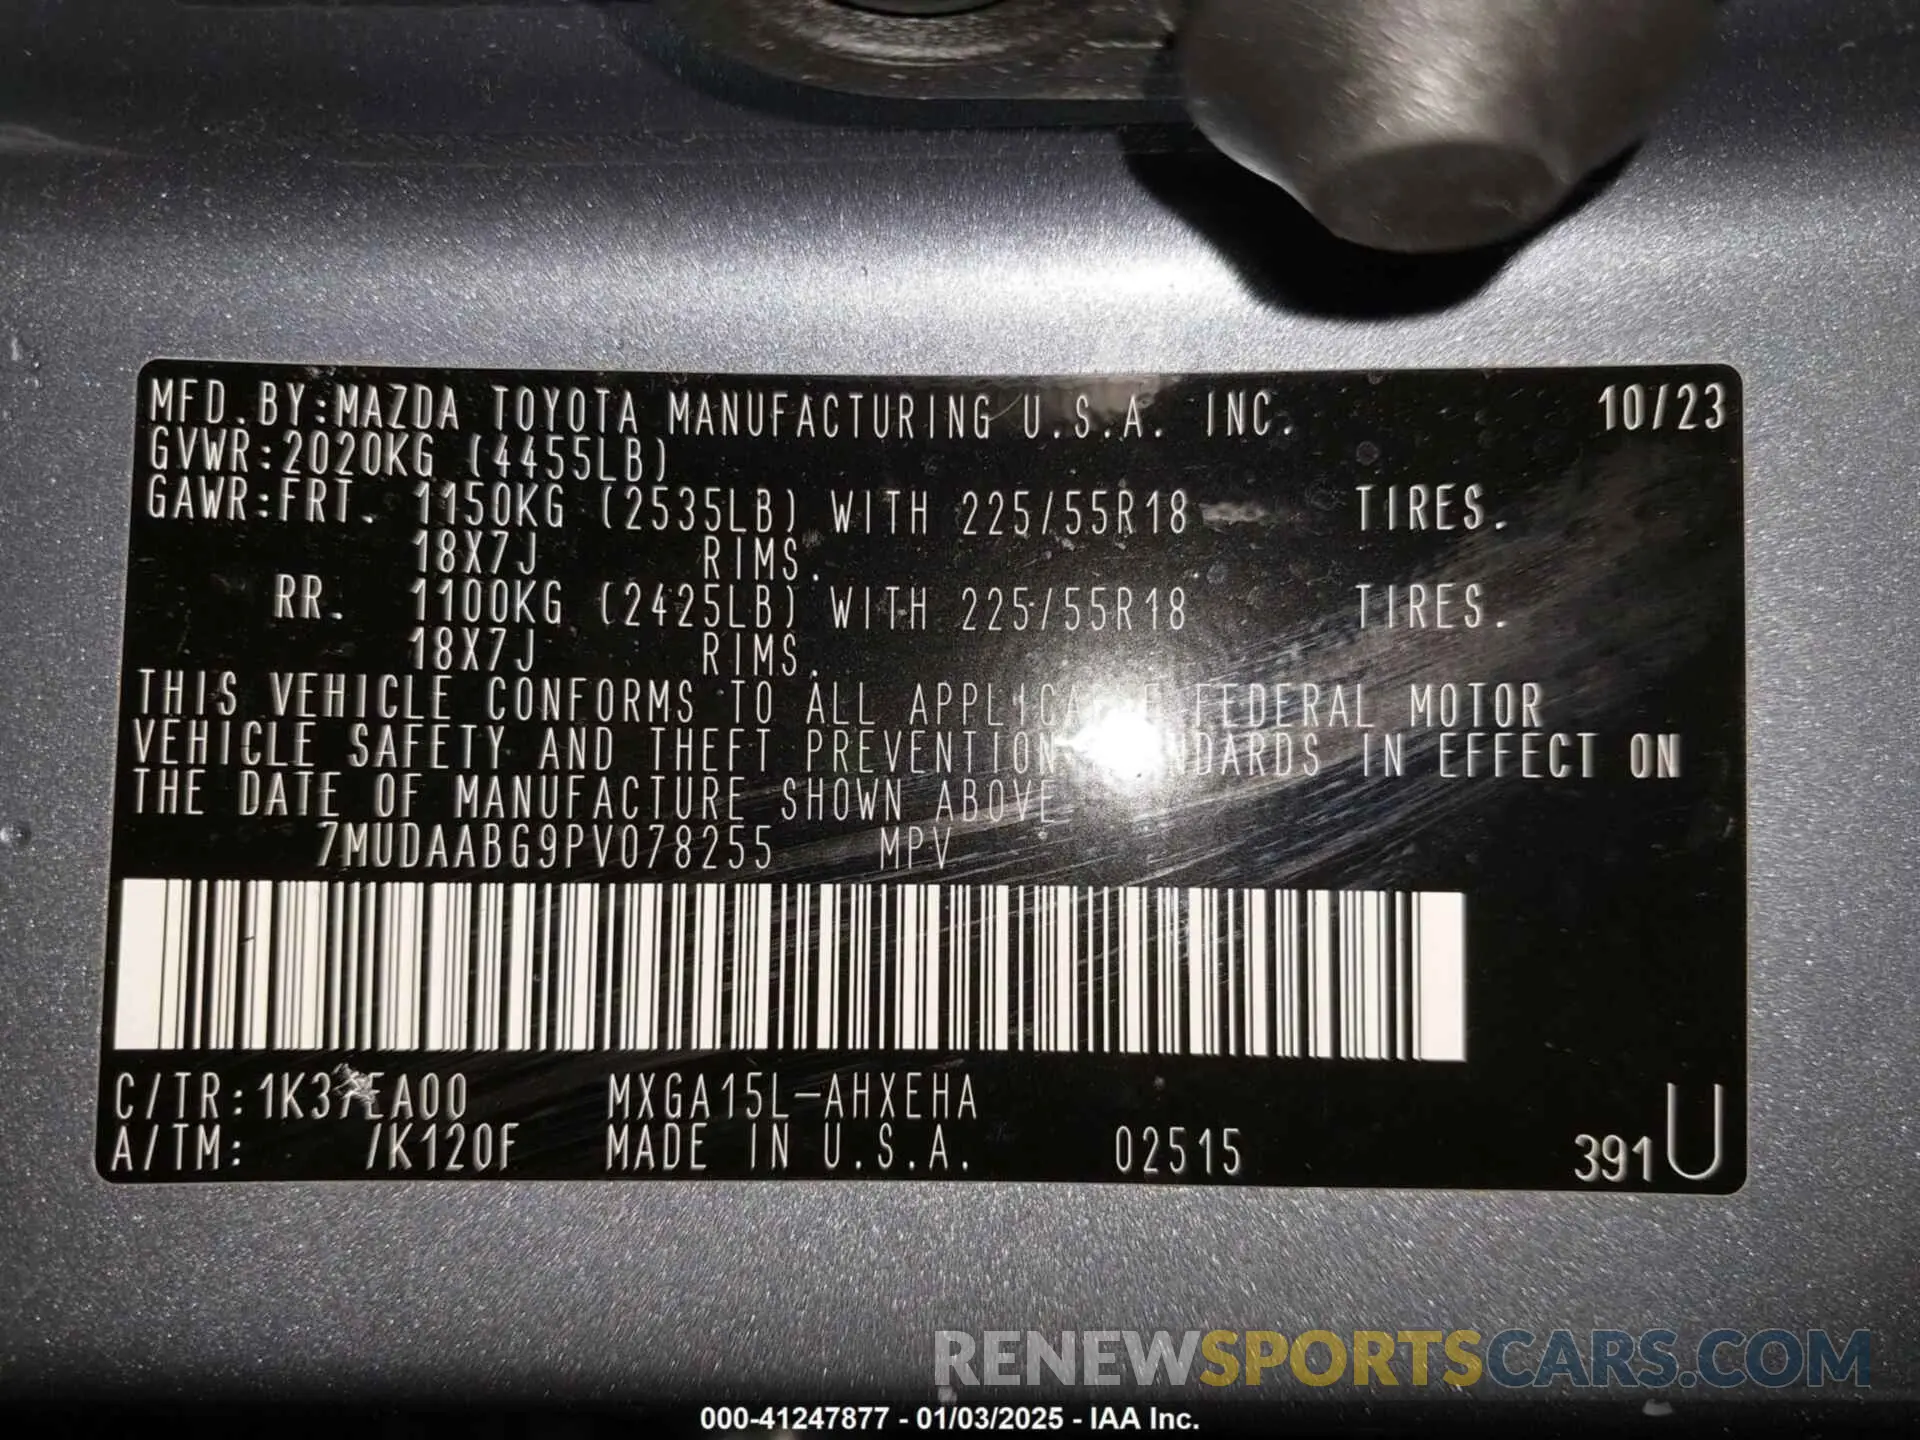 MFD.BY:MAZDA TOYOTA MANUFACTURING U.S.A. INC. 10/23
GVWR:2020KG (4455LB)
GAWR:FRT. 1150KG (2535LB) WITH 225/55R18 TIRES.
18X7J RIMS.
RR. 1100KG (2425LB) WITH 225/55R18 TIRES.
18X7J RIMS.
THIS VEHICLE CONFORMS TO ALL FEDERAL MOTOR
VEHICLE SAFETY AND THEFT PREVENTION IN EFFECT ON
THE DATE OF MANUFACTURE SHOWN ABOVE
7MUDAABG9PV078255 MPV
C/TR: MXGA15L-AHXEHA
A/TM: /K120F MADE IN U.S.A. 02515 391U
RENEWSPORTSCARS.COM
000-41247877 - 01/03/2025 - IAA Inc.